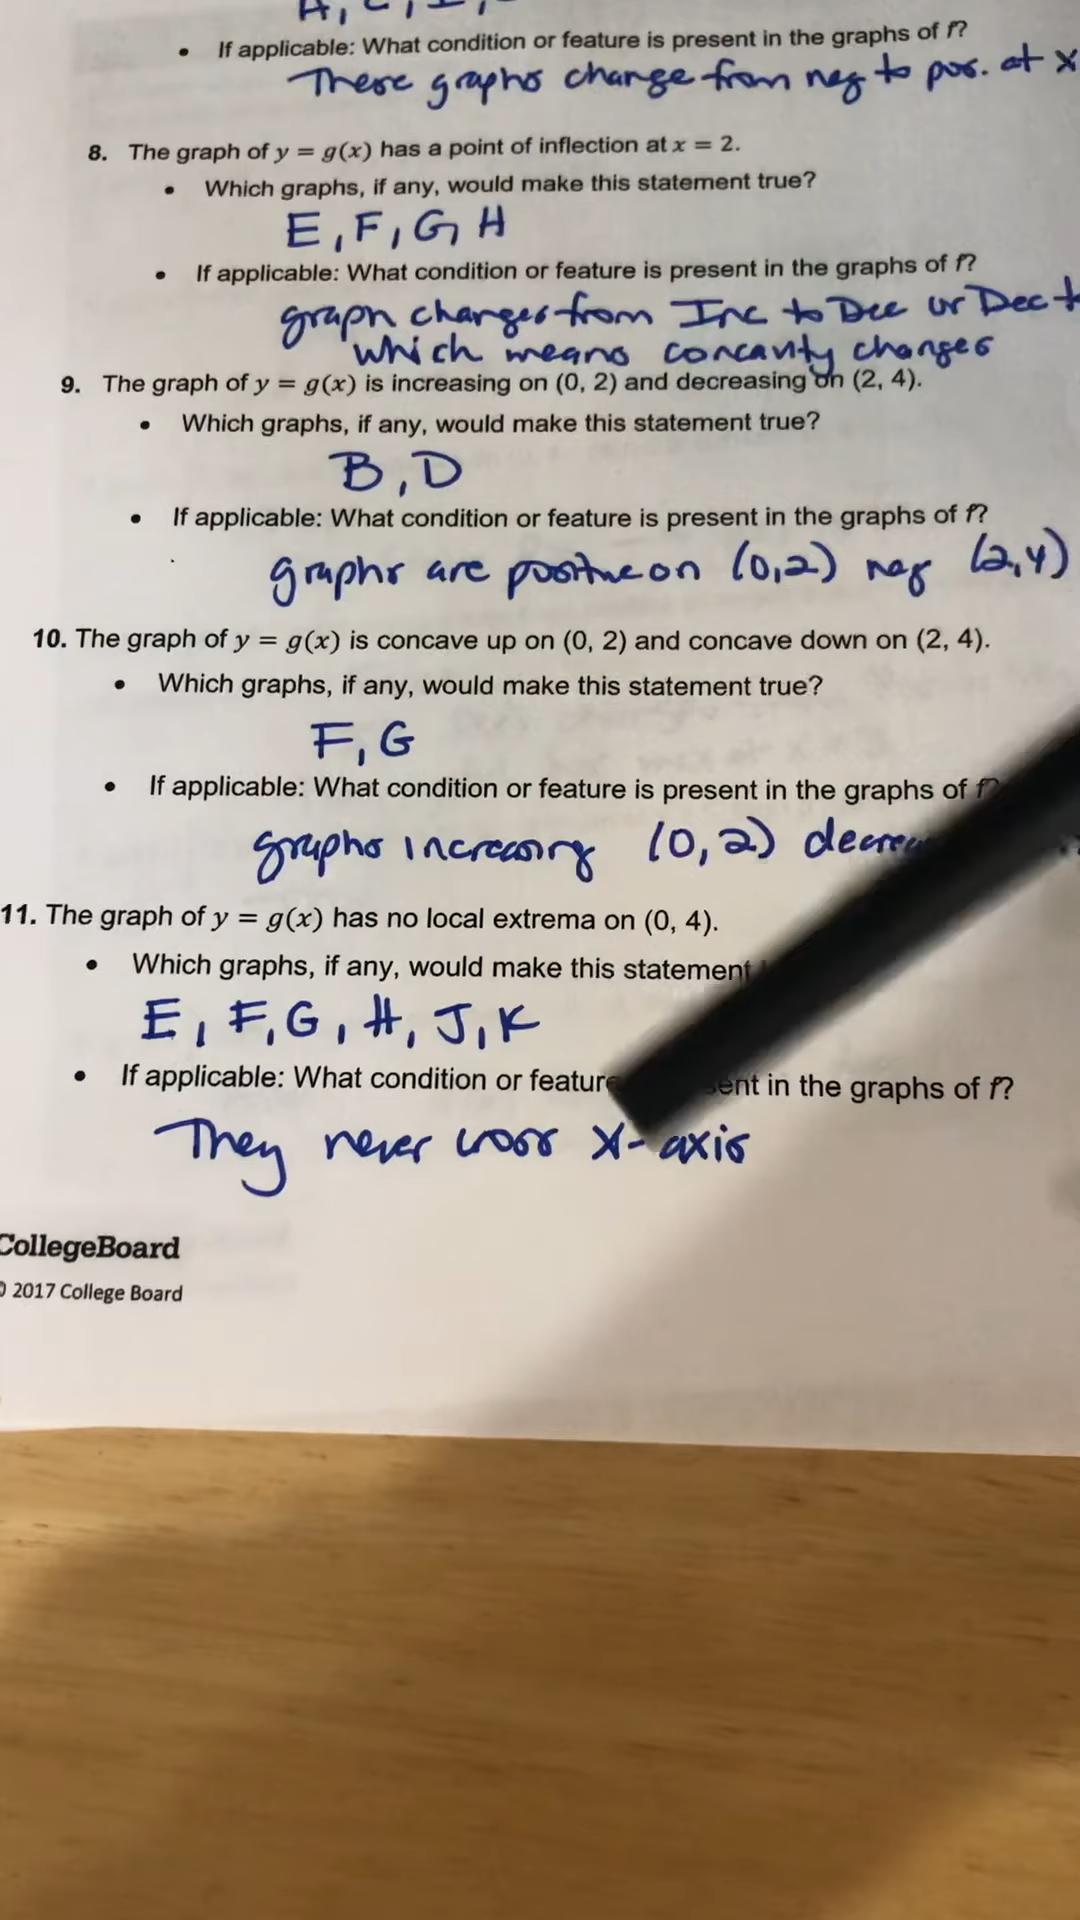 • If applicable: What condition or feature is present in the graphs of f?
These graphs change from neg to pos. at x
8. The graph of y = g(x) has a point of inflection at x = 2.
• Which graphs, if any, would make this statement true?
E, F, G, H
• If applicable: What condition or feature is present in the graphs of f?
graph changes from Inc to Dec or Dec t
which means concavity changes
9. The graph of y = g(x) is increasing on (0, 2) and decreasing on (2, 4).
• Which graphs, if any, would make this statement true?
B, D
• If applicable: What condition or feature is present in the graphs of f?
graphs are positive on (0,2) neg (2,4)
10. The graph of y = g(x) is concave up on (0, 2) and concave down on (2, 4).
• Which graphs, if any, would make this statement true?
F, G
• If applicable: What condition or feature is present in the graphs of f?
graphs increasing (0,2) decrea
11. The graph of y = g(x) has no local extrema on (0, 4).
• Which graphs, if any, would make this statement
E, F, G, H, J, K
• If applicable: What condition or feature sent in the graphs of f?
They never cross x-axis
CollegeBoard
© 2017 College Board